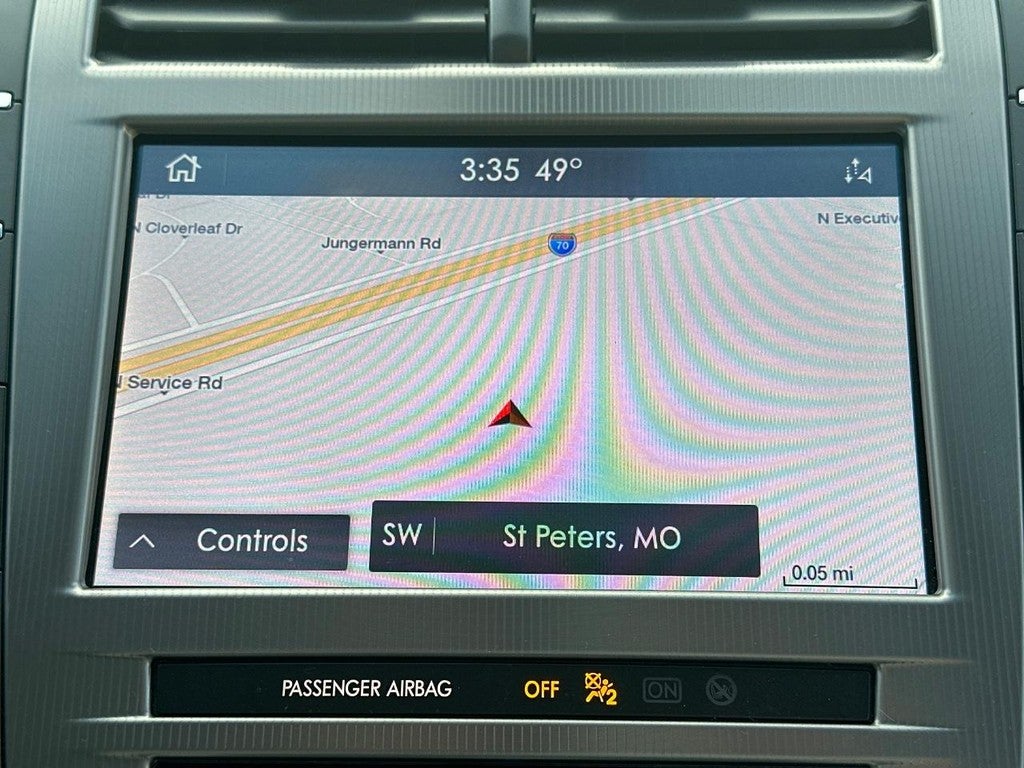 3:35 49°
N Cloverleaf Dr
Jungermann Rd
70
N Executiv
N Service Rd
Controls
SW St Peters, MO
0.05 mi
PASSENGER AIRBAG OFF 2 ON